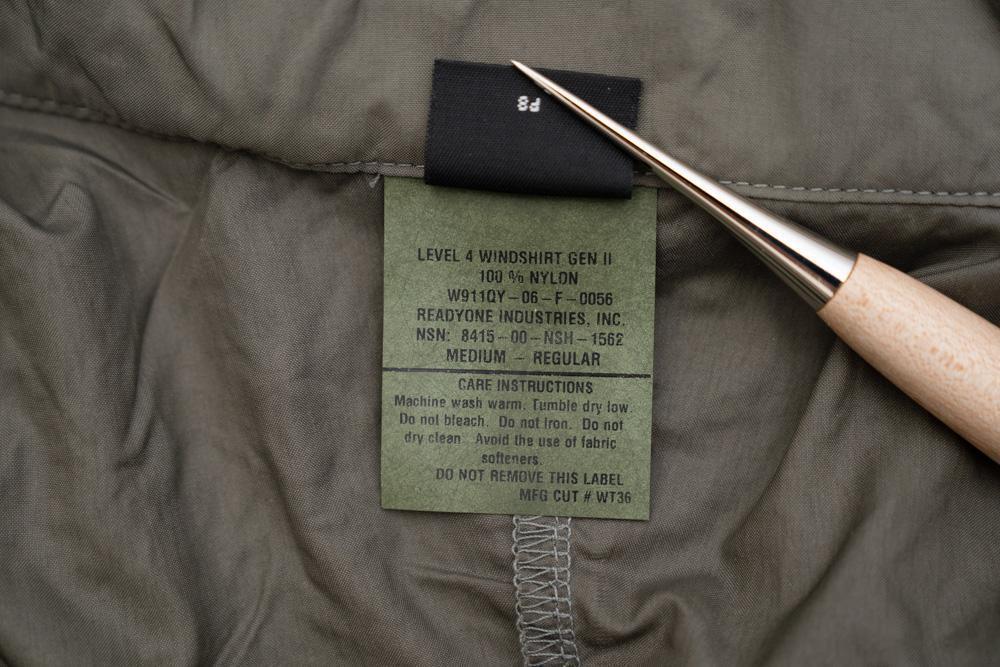 P8
LEVEL 4 WINDSHIRT GEN II
100 % NYLON
W911QY-06-F-0056
READYONE INDUSTRIES, INC.
NSN: 8415-00-NSH-1562
MEDIUM - REGULAR
CARE INSTRUCTIONS
Machine wash warm. Tumble dry low.
Do not bleach. Do not Iron. Do not
dry clean. Avoid the use of fabric
softeners.
DO NOT REMOVE THIS LABEL
MFG CUT # WT36